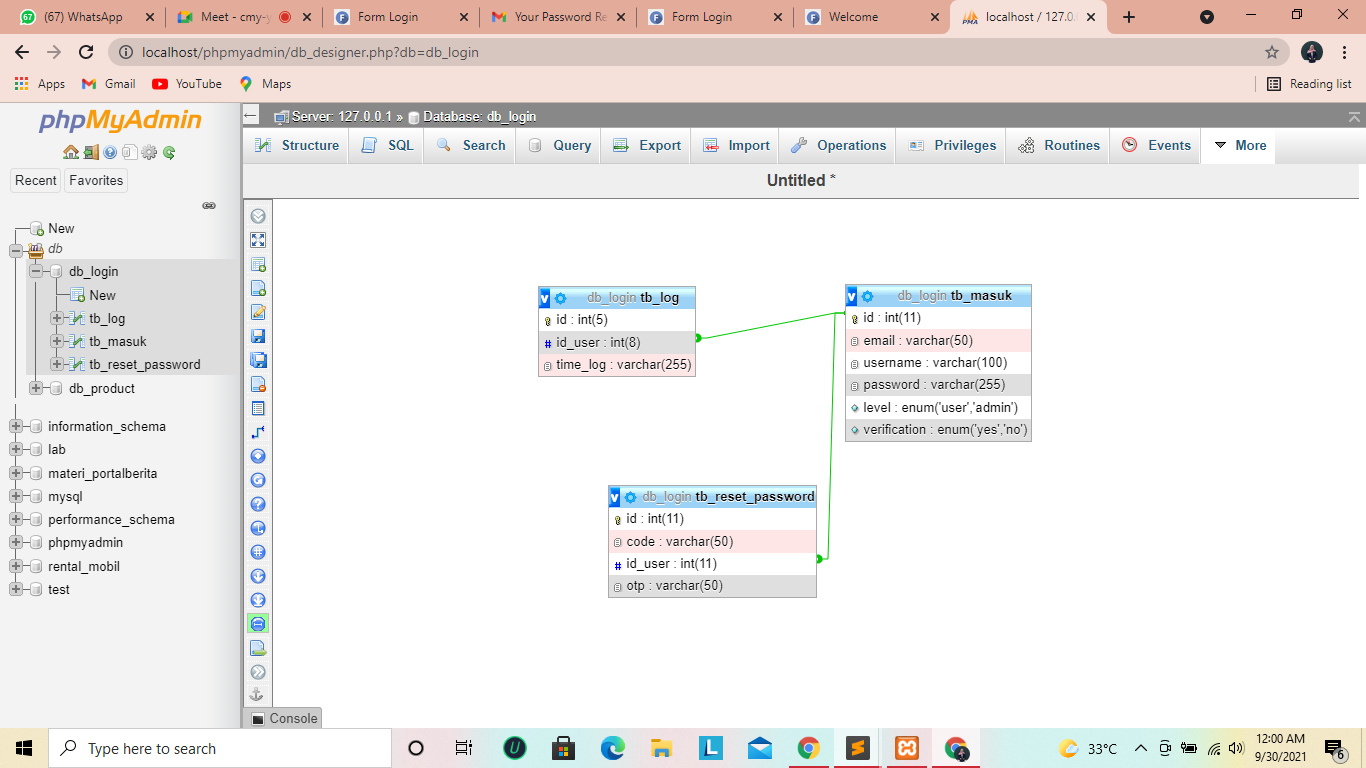 (67) WhatsApp
Meet - cmy-y
Form Login
Your Password Re
Form Login
Welcome
localhost / 127.0.
localhost/phpmyadmin/db_designer.php?db=db_login
Apps Gmail YouTube Maps Reading list
phpMyAdmin
Recent Favorites
New
db
db_login
New
tb_log
tb_masuk
tb_reset_password
db_product
information_schema
lab
materi_portalberita
mysql
performance_schema
phpmyadmin
rental_mobil
test
Server: 127.0.0.1 » Database: db_login
Structure SQL Search Query Export Import Operations Privileges Routines Events More
Untitled *
db_login tb_log
id : int(5)
id_user : int(8)
time_log : varchar(255)
db_login tb_masuk
id : int(11)
email : varchar(50)
username : varchar(100)
password : varchar(255)
level : enum('user','admin')
verification : enum('yes','no')
db_login tb_reset_password
id : int(11)
code : varchar(50)
id_user : int(11)
otp : varchar(50)
Console
Type here to search
33°C
12:00 AM
9/30/2021
6